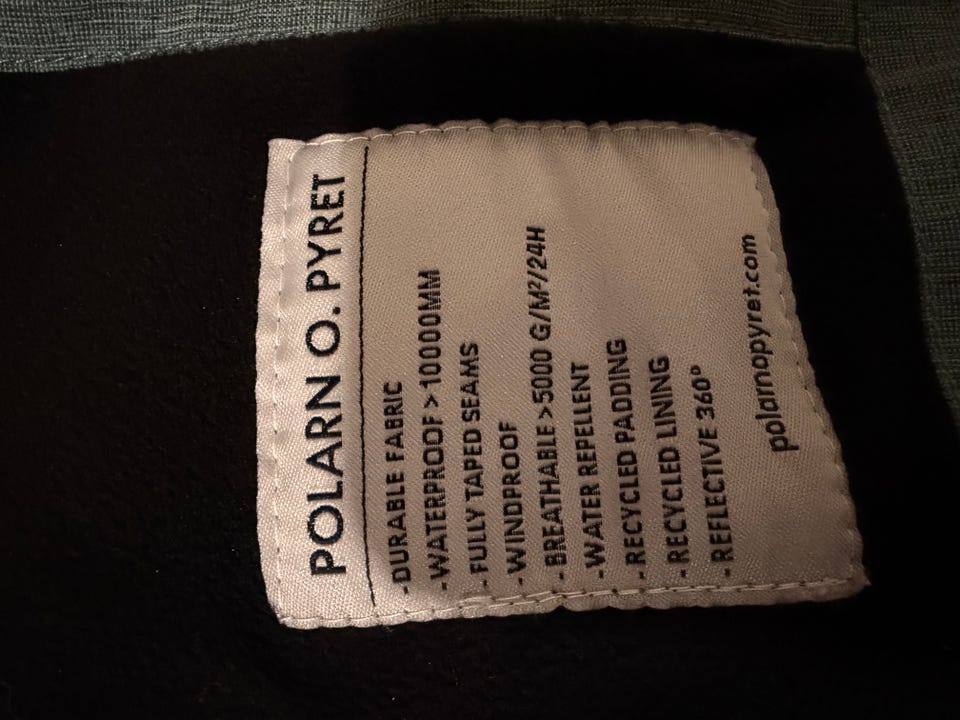 POLARN O. PYRET
-DURABLE FABRIC
-WATERPROOF >10000MM
-FULLY TAPED SEAMS
-WINDPROOF
-BREATHABLE >5000 G/M²/24H
-WATER REPELLENT
-RECYCLED PADDING
-RECYCLED LINING
-REFLECTIVE 360°
polarnopyret.com